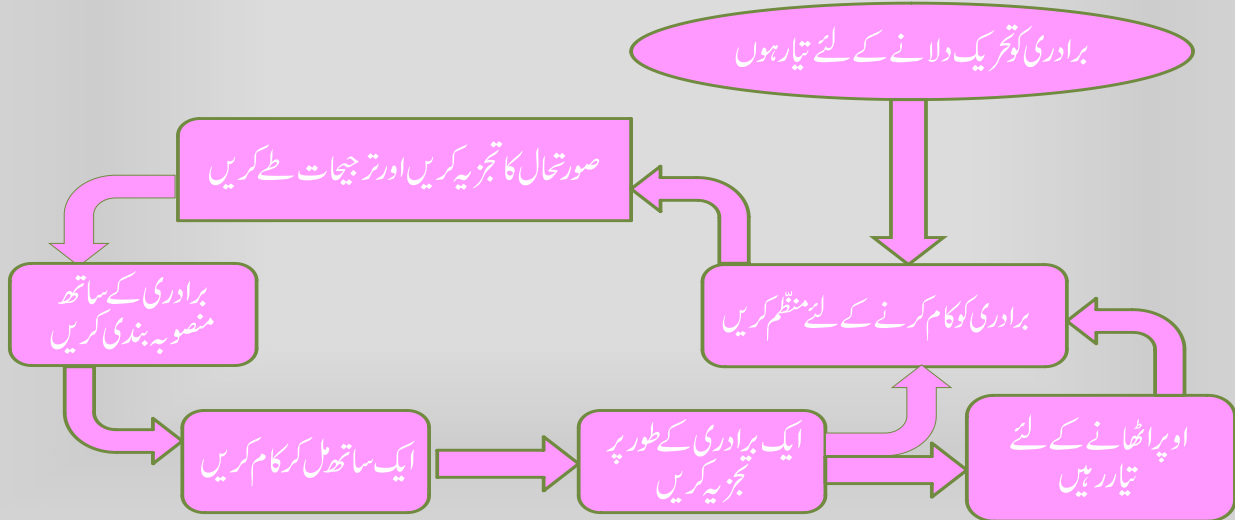 برادری کو تحریک دلانے کے لئے تیار ہوں
صورتحال کا تجزیہ کریں اور ترجیحات طے کریں
برادری کے ساتھ
منصوبہ بندی کریں
برادری کو کام کرنے کے لئے منظّم کریں
ایک ساتھ مل کر کام کریں
ایک برادری کے طور پر
تجزیہ کریں
اوپر اٹھانے کے لئے
تیار رہیں